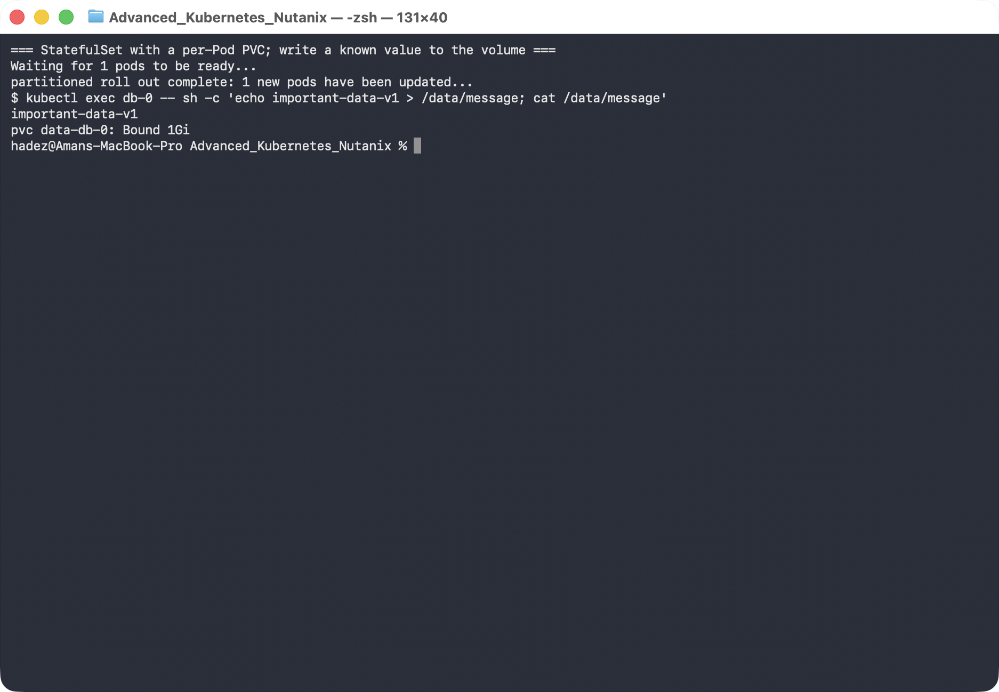 Advanced_Kubernetes_Nutanix — -zsh — 131×40
=== StatefulSet with a per-Pod PVC; write a known value to the volume ===
Waiting for 1 pods to be ready...
partitioned roll out complete: 1 new pods have been updated...
$ kubectl exec db-0 -- sh -c 'echo important-data-v1 > /data/message; cat /data/message'
important-data-v1
pvc data-db-0: Bound 1Gi
hadez@Amans-MacBook-Pro Advanced_Kubernetes_Nutanix %